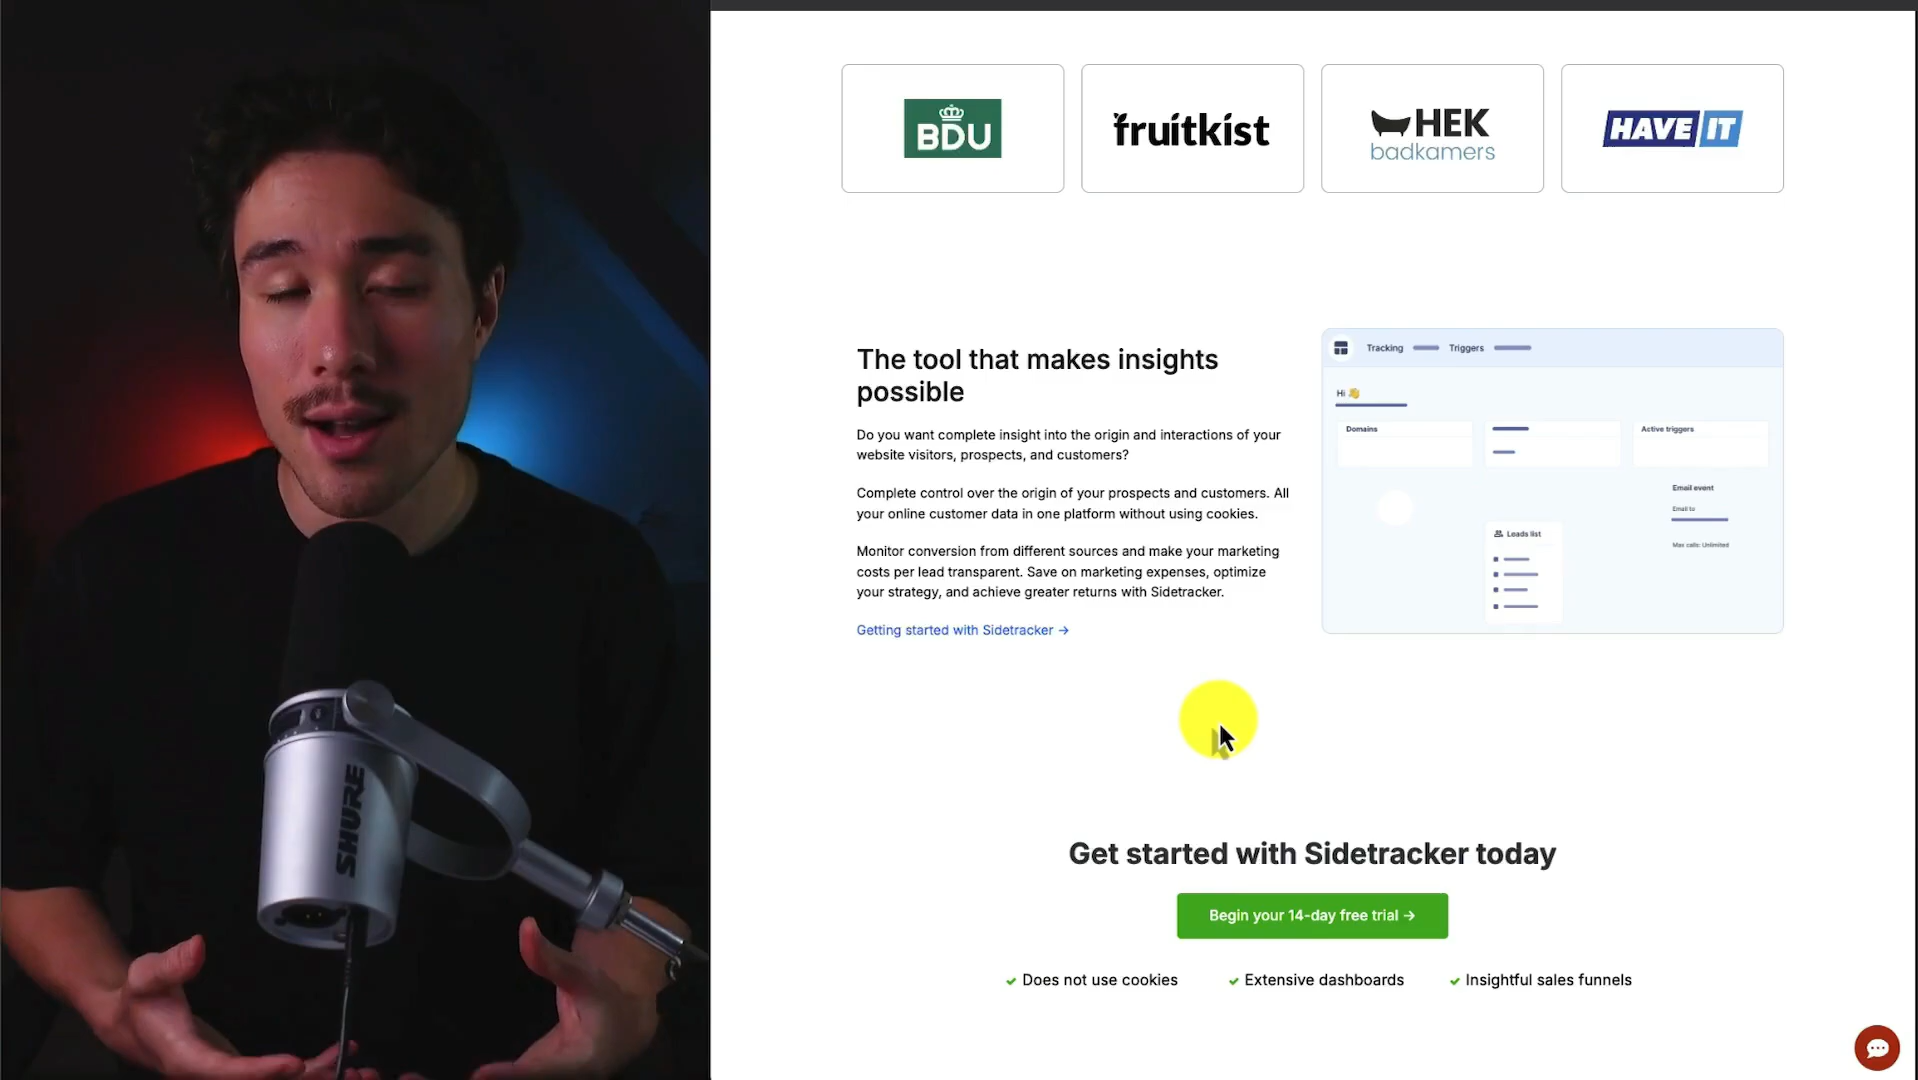 BDU
fruitkist
HEK
badkamers
HAVE IT
The tool that makes insights
possible
Do you want complete insight into the origin and interactions of your
website visitors, prospects, and customers?
Complete control over the origin of your prospects and customers. All
your online customer data in one platform without using cookies.
Monitor conversion from different sources and make your marketing
costs per lead transparent. Save on marketing expenses, optimize
your strategy, and achieve greater returns with Sidetracker.
Getting started with Sidetracker →
Tracking
Triggers
Hi 👋
Domains
Active triggers
Email event
Email to
Max calls: Unlimited
Leads list
SHURE
Get started with Sidetracker today
Begin your 14-day free trial →
✓ Does not use cookies
✓ Extensive dashboards
✓ Insightful sales funnels